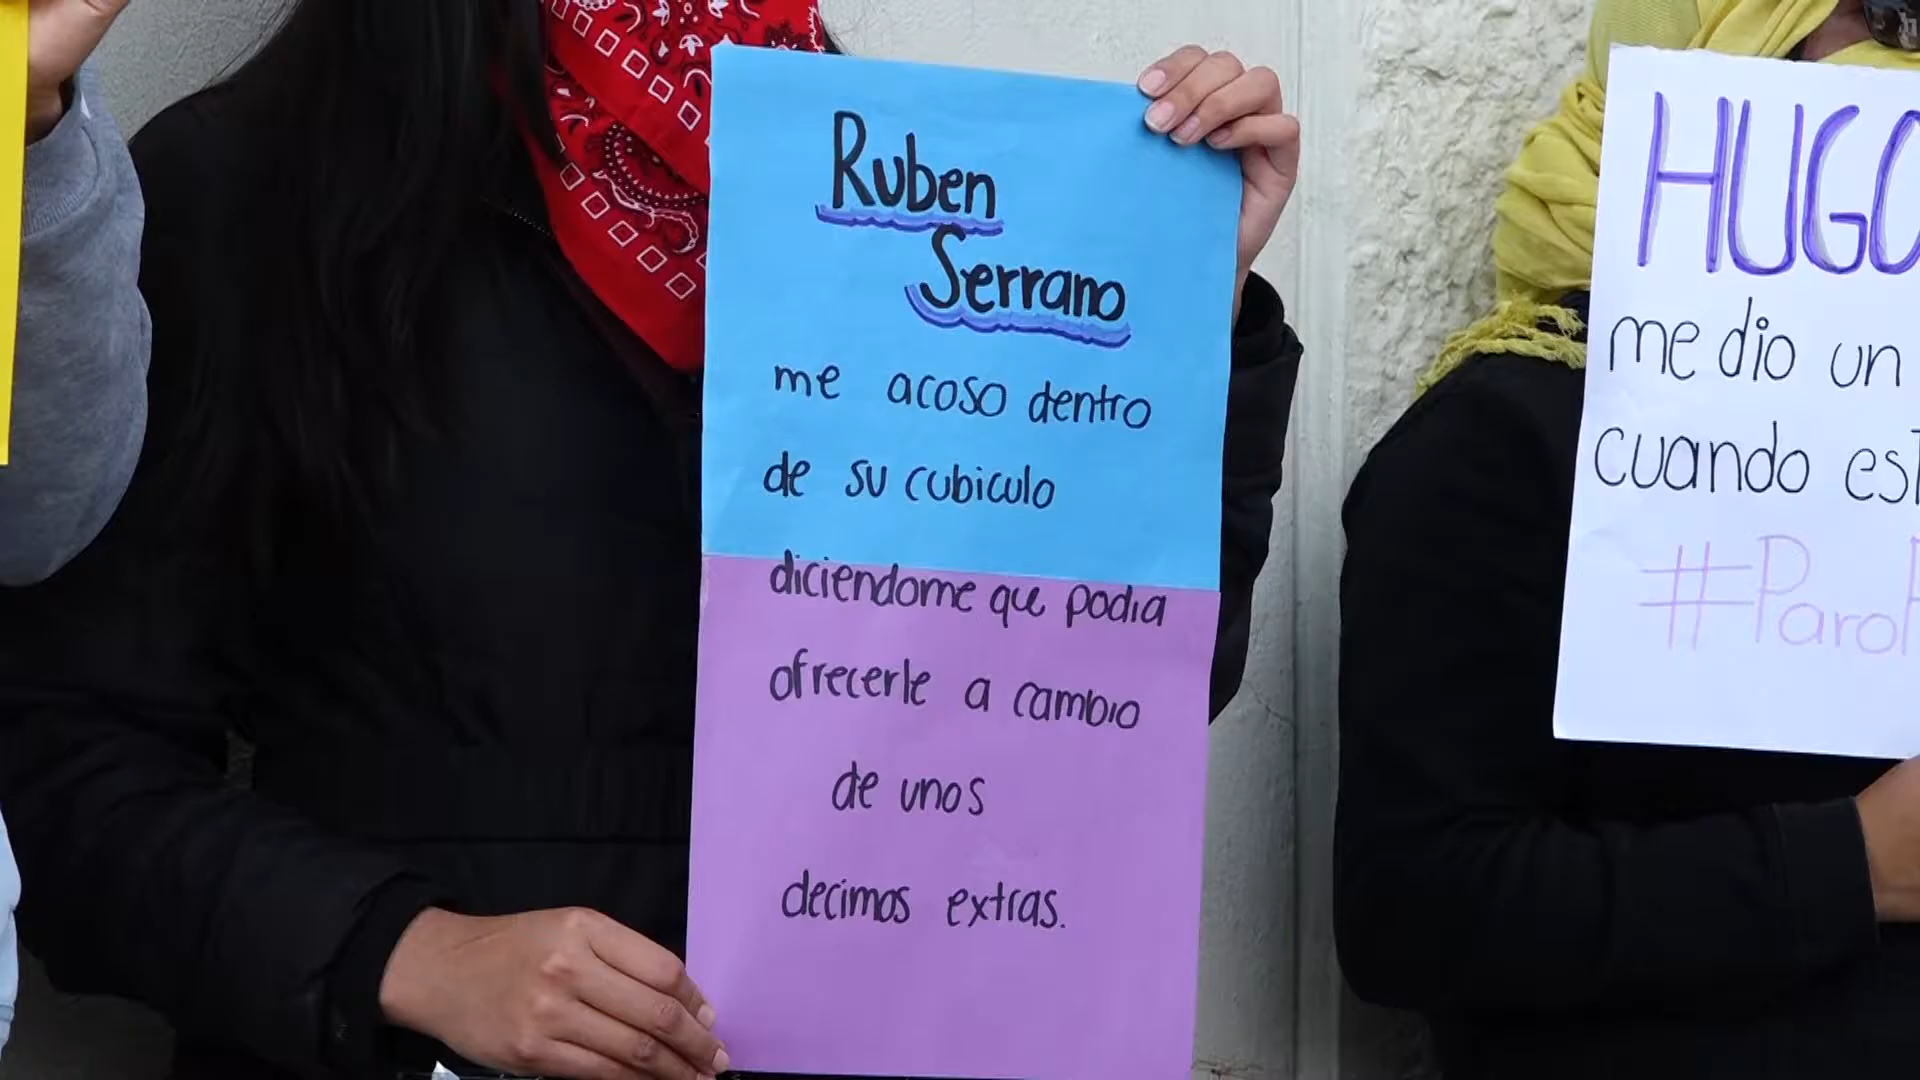 Ruben
Serrano
me acoso dentro
de su cubiculo
diciendome que podia
ofrecerle a cambio
de unos
decimos extras.
HUGO
me dio un
cuando est
#ParoP